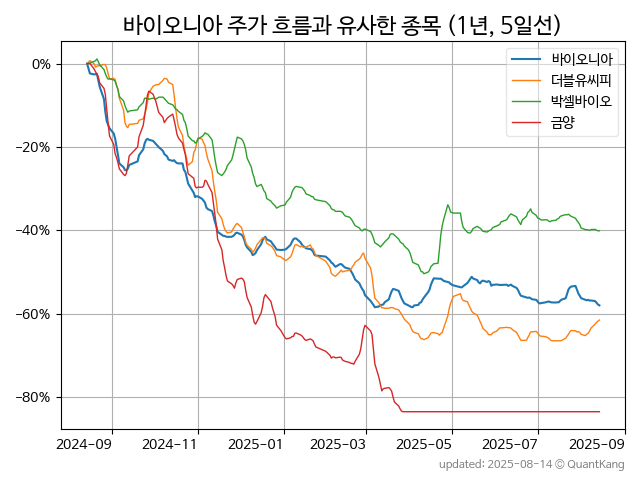 바이오니아 주가 흐름과 유사한 종목 (1년, 5일선)
바이오니아
더블유씨피
박셀바이오
금양
0%
−20%
−40%
−60%
−80%
2024-09 2024-11 2025-01 2025-03 2025-05 2025-07 2025-09
updated: 2025-08-14 © QuantKang